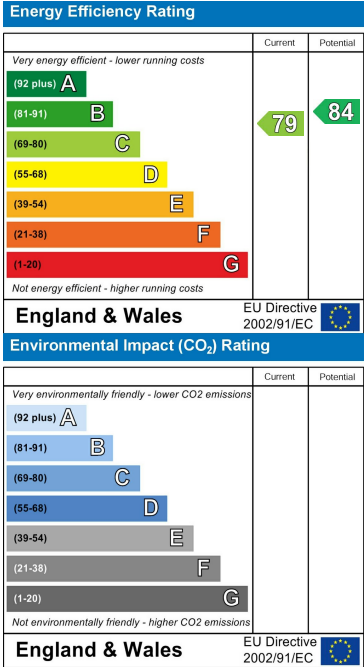 Energy Efficiency Rating
Current Potential
Very energy efficient - lower running costs
(92 plus) A
(81-91) B
(69-80) C
(55-68) D
(39-54) E
(21-38) F
(1-20) G
79
84
Not energy efficient - higher running costs
England & Wales
EU Directive
2002/91/EC
Environmental Impact (CO₂) Rating
Current Potential
Very environmentally friendly - lower CO2 emissions
(92 plus) A
(81-91) B
(69-80) C
(55-68) D
(39-54) E
(21-38) F
(1-20) G
Not environmentally friendly - higher CO2 emissions
England & Wales
EU Directive
2002/91/EC